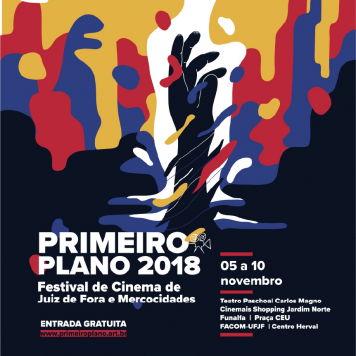 PRIMEIRO
PLANO 2018
Festival de Cinema de
Juiz de Fora e Mercocidades
ENTRADA GRATUITA
www.primeiroplano.art.br
05 a 10
novembro
Teatro Paschoal Carlos Magno
Cinemais Shopping Jardim Norte
Funalfa | Praça CEU
FACOM-UFJF | Centro Herval